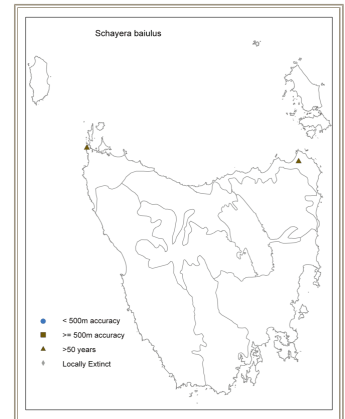 Schayera baiulus
< 500m accuracy
>= 500m accuracy
>50 years
Locally Extinct